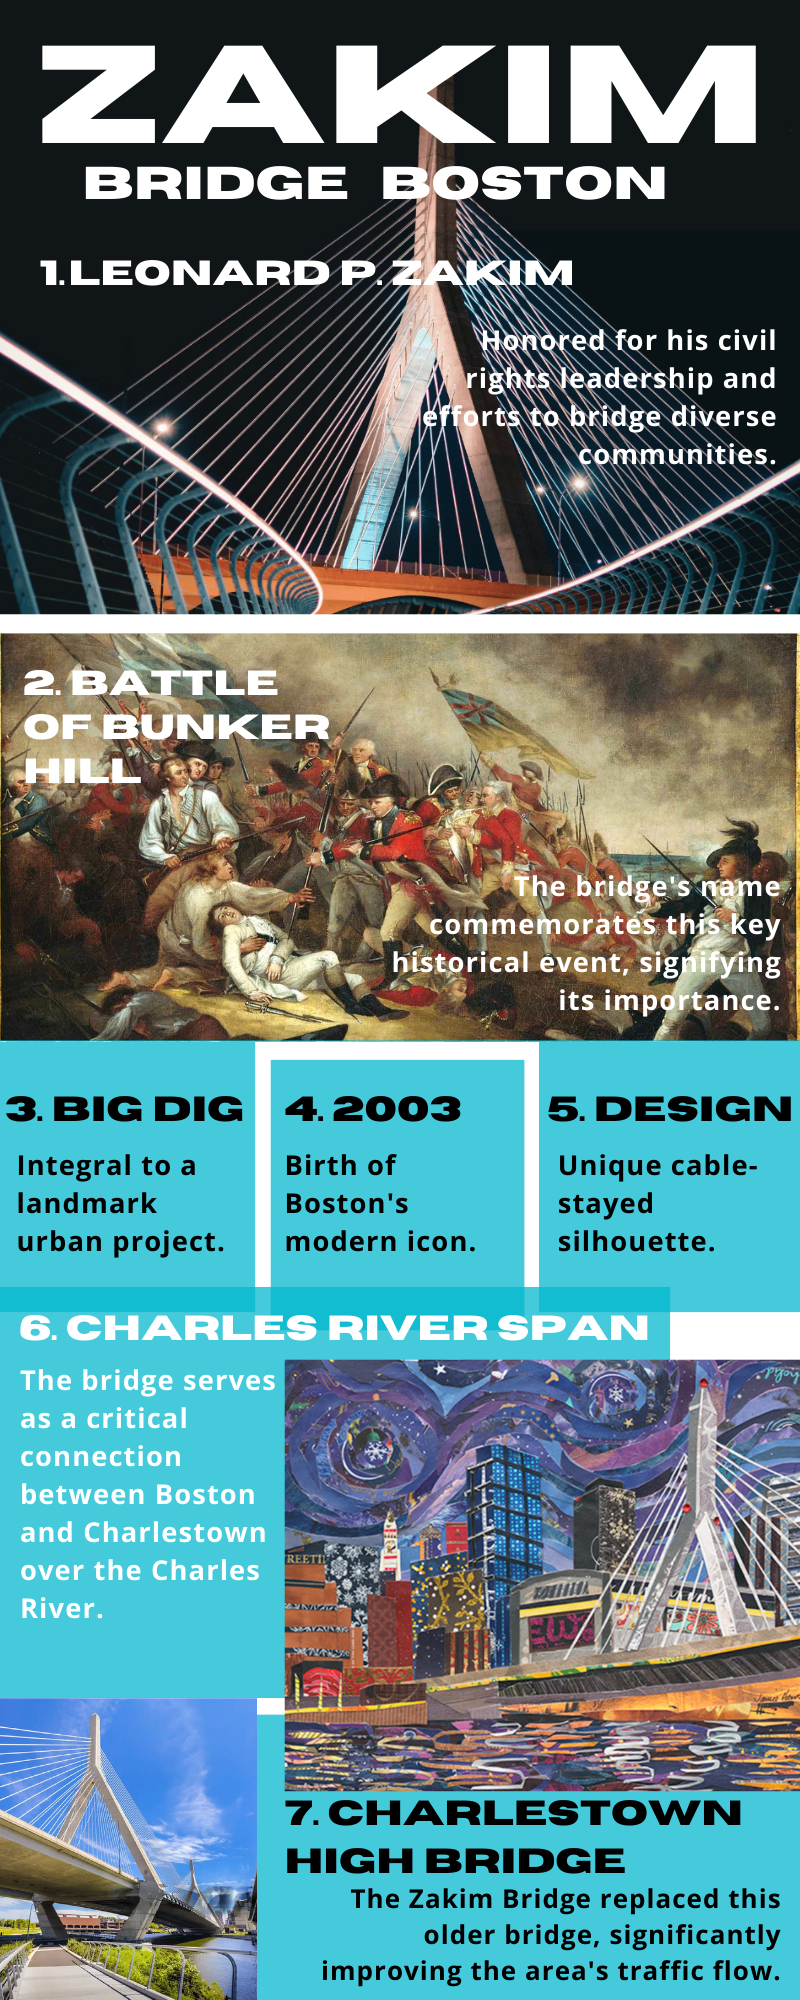 ZAKIM
BRIDGE BOSTON
1.LEONARD P. ZAKIM
Honored for his civil
rights leadership and
efforts to bridge diverse
communities.
2. BATTLE
OF BUNKER
HILL
The bridge's name
commemorates this key
historical event, signifying
its importance.
3. BIG DIG
Integral to a
landmark
urban project.
4. 2003
Birth of
Boston's
modern icon.
5. DESIGN
Unique cable-
stayed
silhouette.
6. CHARLES RIVER SPAN
The bridge serves
as a critical
connection
between Boston
and Charlestown
over the Charles
River.
REETI
7. CHARLESTOWN
HIGH BRIDGE
The Zakim Bridge replaced this
older bridge, significantly
improving the area's traffic flow.